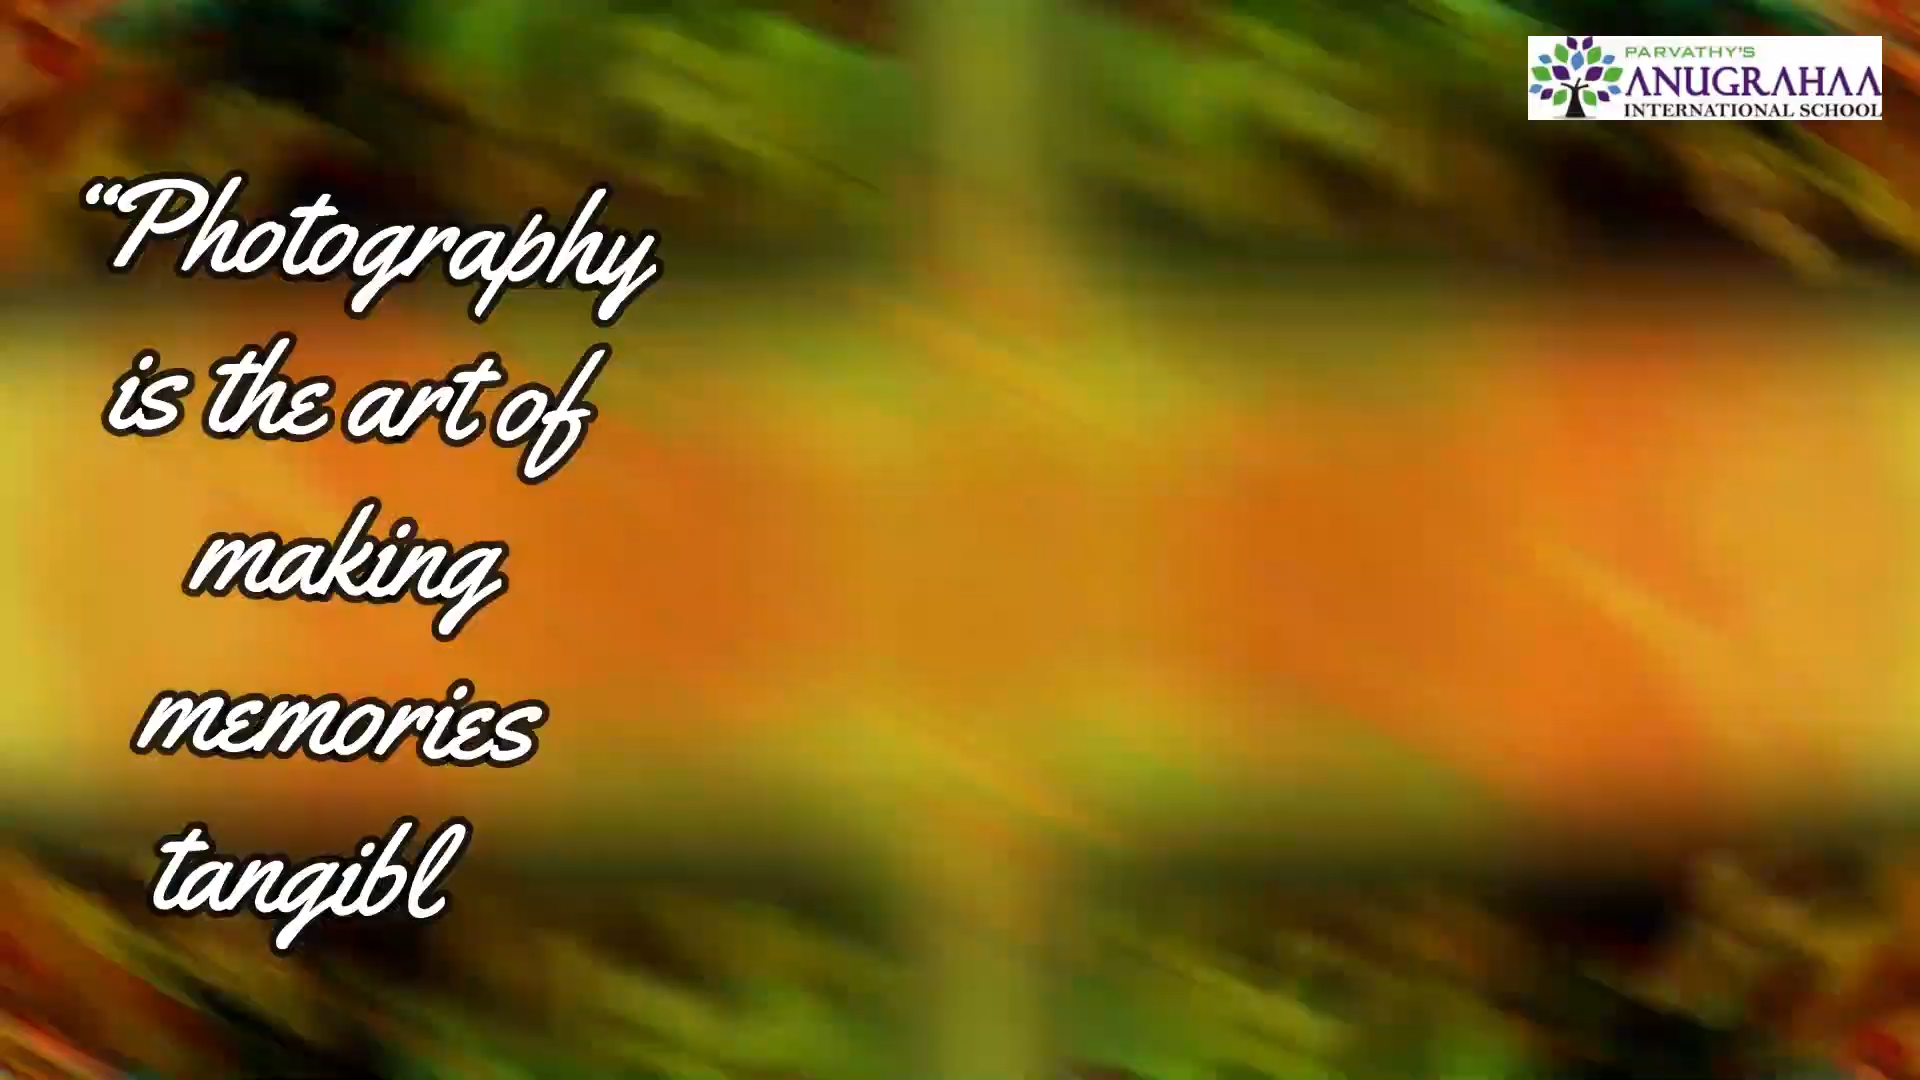 PARVATHY'S
ANUGRAHAA
INTERNATIONAL SCHOOL
“Photography
is the art of
making
memories
tangibl